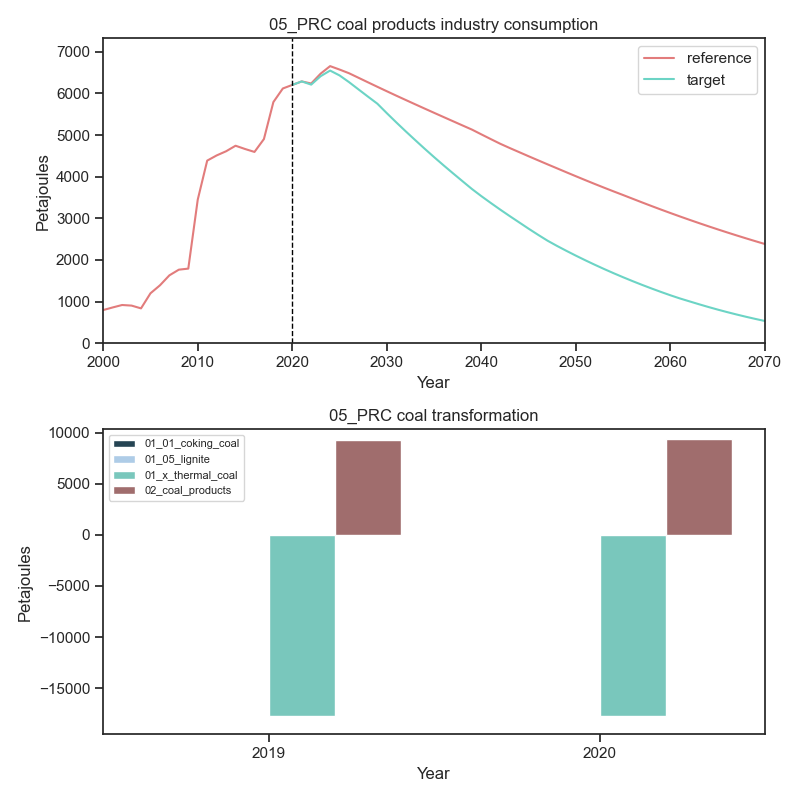 05_PRC coal products industry consumption
7000
6000
5000
4000
3000
2000
1000
0
Petajoules
reference
target
2000 2010 2020 2030 2040 2050 2060 2070
Year
05_PRC coal transformation
10000
5000
0
−5000
−10000
−15000
Petajoules
01_01_coking_coal
01_05_lignite
01_x_thermal_coal
02_coal_products
2019 2020
Year